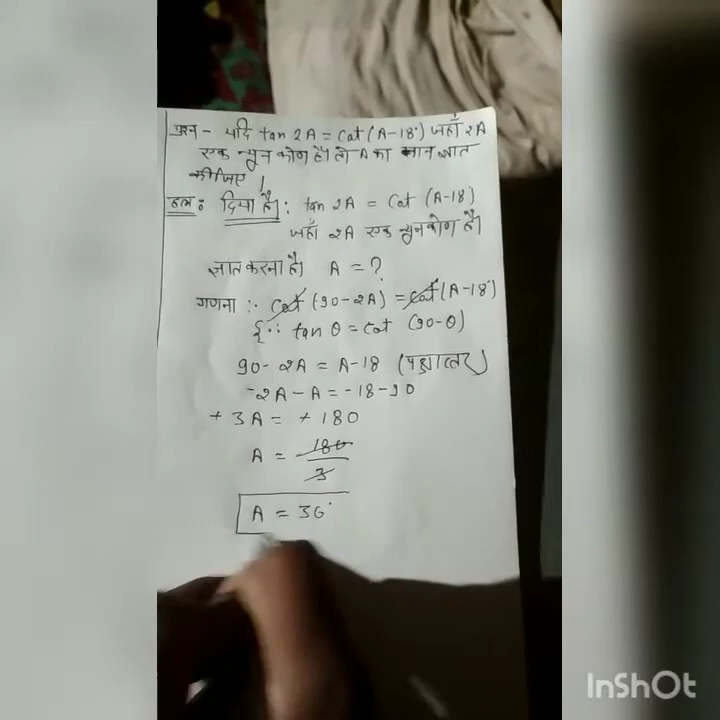 प्रश्न - यदि tan 2A = Cot (A-18°) जहाँ 2A
एक न्यून कोण है। तो A का मान ज्ञात
कीजिए।
हलः दिया है। : tan 2A = Cot (A-18°)
जहाँ 2A एक न्यून कोण है।
ज्ञात करना है। A = ?
गणना :- Cot (90-2A) = Cot (A-18°)
{∵ tan θ = Cot (90-θ)
90-2A = A-18 (पक्षान्तर)
-2A-A = -18-90
+3A = +180
A = 180/3
A = 36°
InShOt